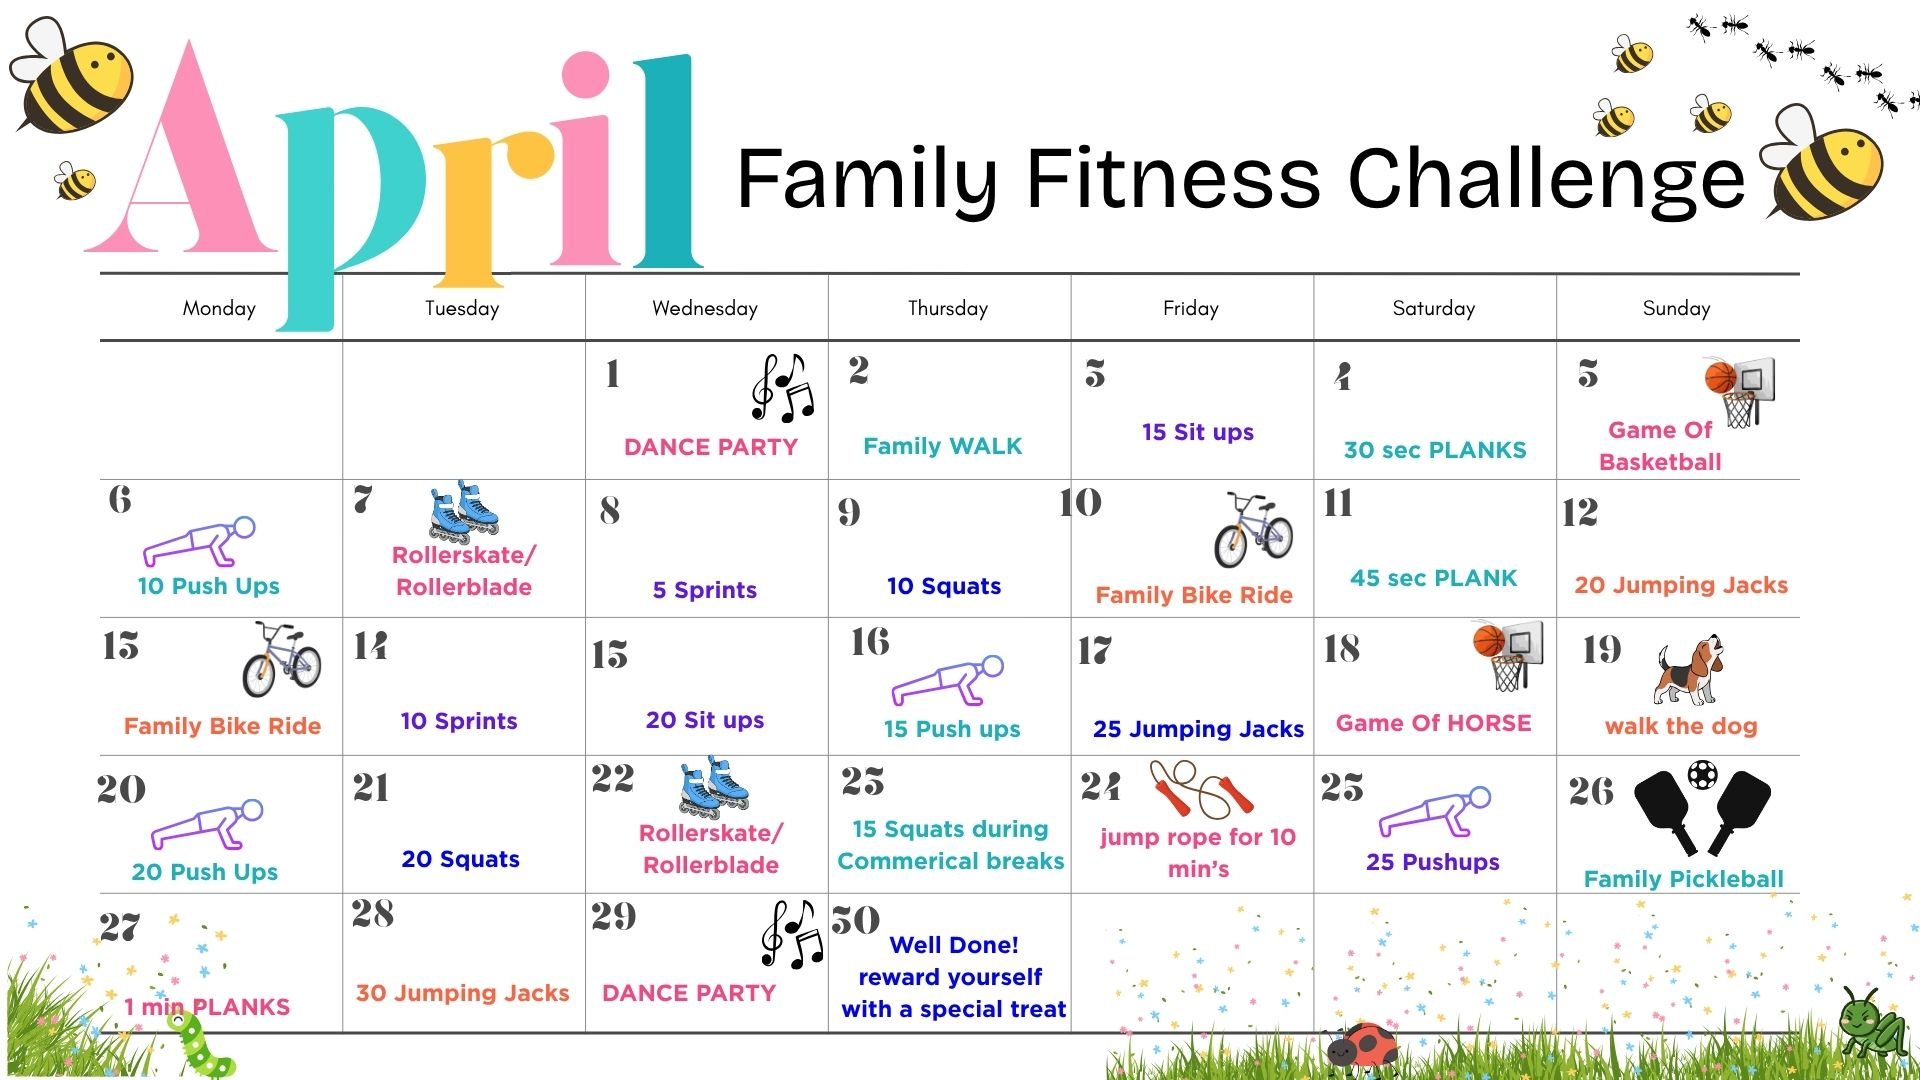 April
Family Fitness Challenge
Monday
Tuesday
Wednesday
Thursday
Friday
Saturday
Sunday
1
DANCE PARTY
2
Family WALK
3
15 Sit ups
4
30 sec PLANKS
5
Game Of
Basketball
6
10 Push Ups
7
Rollerskate/
Rollerblade
8
5 Sprints
9
10 Squats
10
Family Bike Ride
11
45 sec PLANK
12
20 Jumping Jacks
13
Family Bike Ride
14
10 Sprints
15
20 Sit ups
16
15 Push ups
17
25 Jumping Jacks
18
Game Of HORSE
19
walk the dog
20
20 Push Ups
21
20 Squats
22
Rollerskate/
Rollerblade
23
15 Squats during
Commerical breaks
24
jump rope for 10
min’s
25
25 Pushups
26
Family Pickleball
27
1 min PLANKS
28
30 Jumping Jacks
29
DANCE PARTY
30
Well Done!
reward yourself
with a special treat